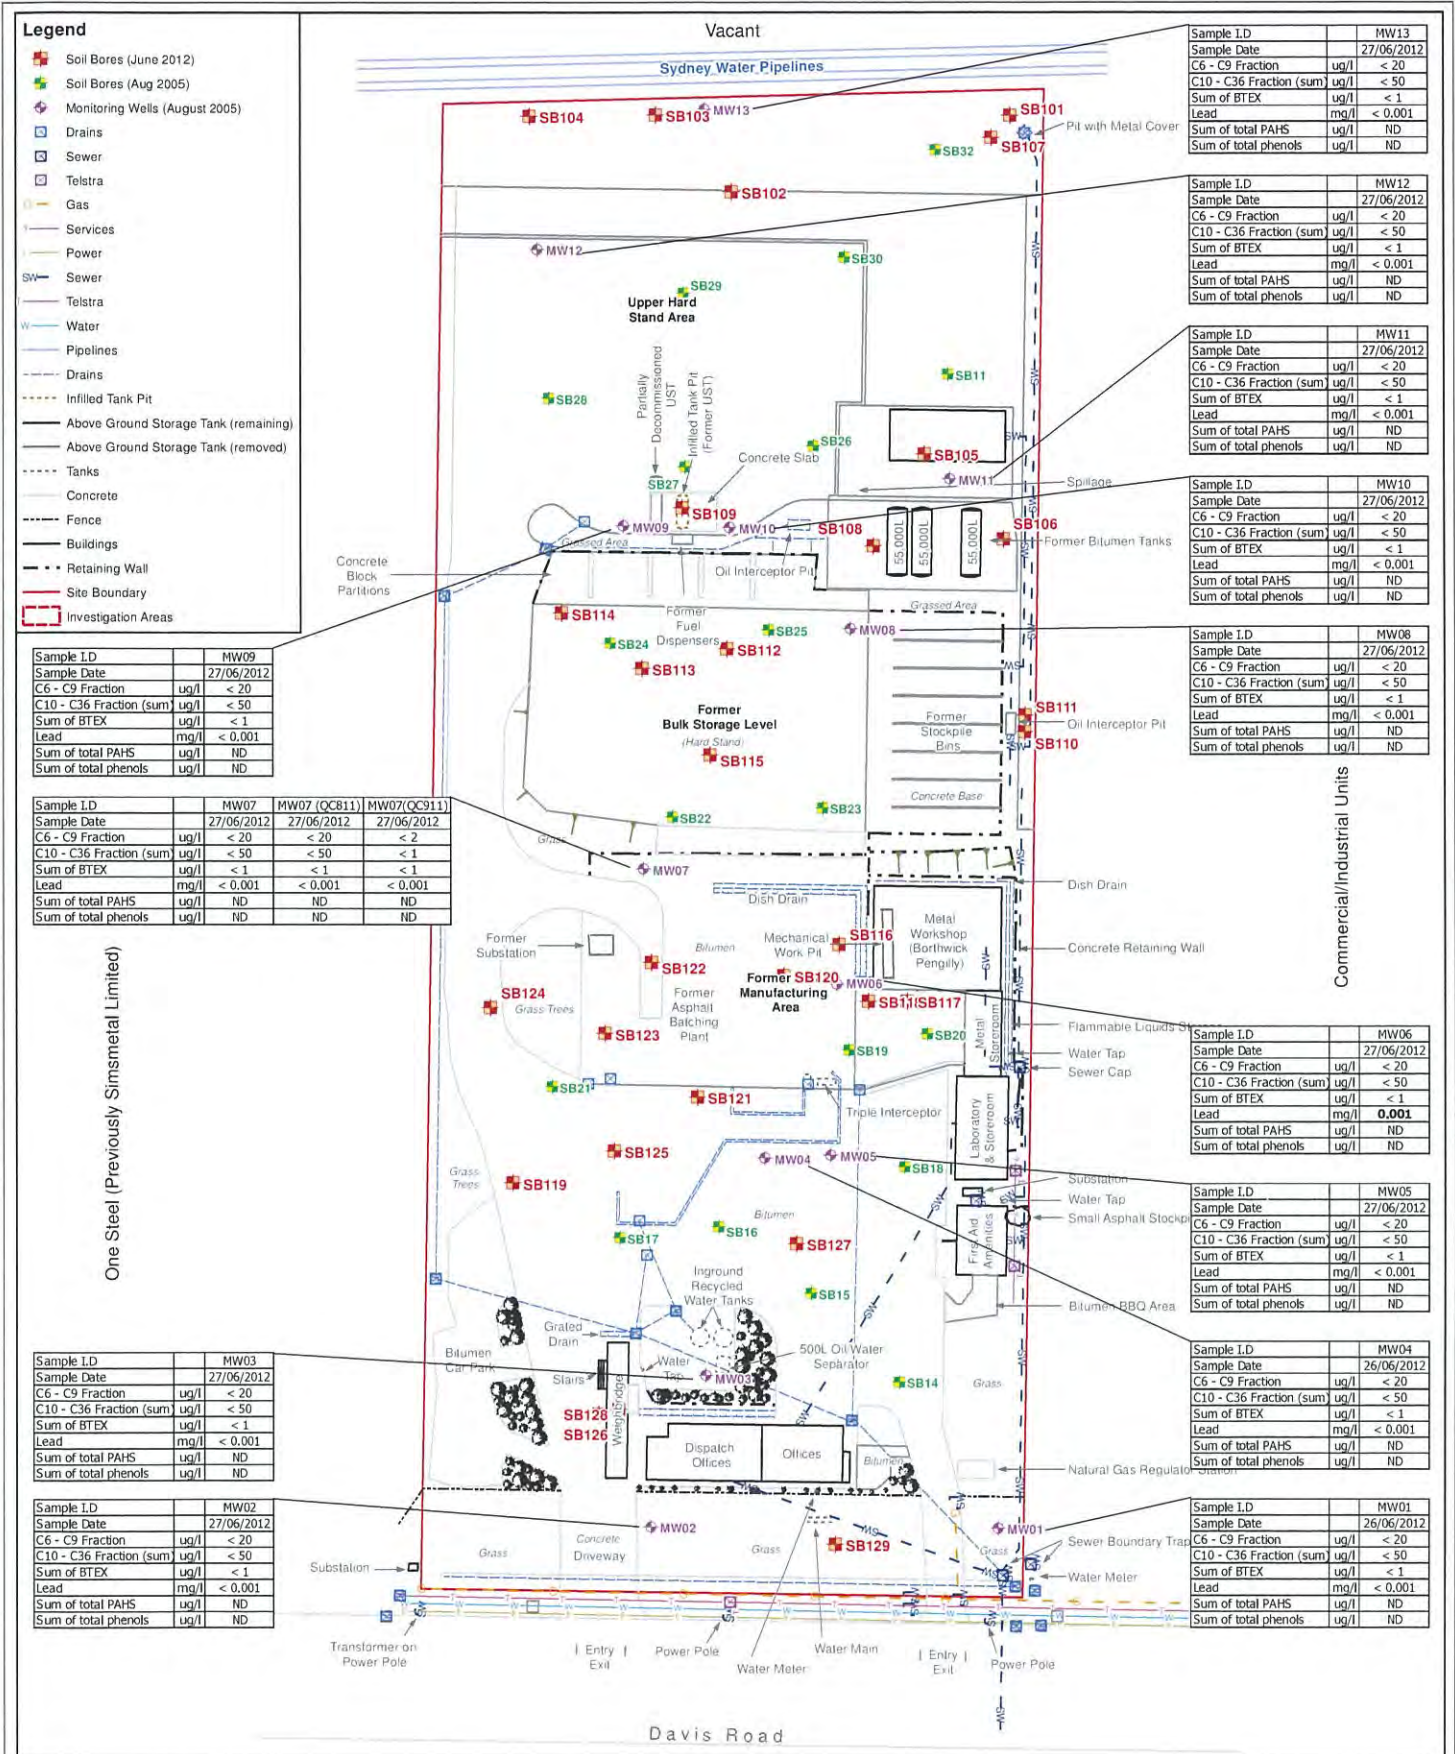 Legend
Soil Bores (June 2012)
Soil Bores (Aug 2005)
Monitoring Wells (August 2005)
Drains
Sewer
Telstra
Gas
Services
Power
SW Sewer
Telstra
W Water
Pipelines
Drains
Infilled Tank Pit
Above Ground Storage Tank (remaining)
Above Ground Storage Tank (removed)
Tanks
Concrete
Fence
Buildings
Retaining Wall
Site Boundary
Investigation Areas
Vacant
Sydney Water Pipelines
SB104
SB103
MW13
SB101
Pit with Metal Cover
SB107
SB32
SB102
MW12
SB30
SB29
Upper Hard
Stand Area
SB11
SB28
Partially
Decommissioned
UST
Infilled Tank Pit
(Former UST)
SB26
Concrete Slab
SB105
SB27
MW11
Spillage
SB109
MW09
MW10
SB108
SB106
55,000L
55,000L
55,000L
Former Bitumen Tanks
Grassed Area
Concrete
Block
Partitions
Oil Interceptor Pit
Grassed Area
SB114
Former
Fuel
Dispensers
SB24
SB25
MW08
SB112
SB113
Former
Bulk Storage Level
(Hard Stand)
SB115
Former
Stockpile
Bins
SB111
Oil Interceptor Pit
SB110
Concrete Base
SB23
SB22
Grass
MW07
Dish Drain
Dish Drain
Commercial/Industrial Units
One Steel (Previously Simsmetal Limited)
Former
Substation
Bitumen
Mechanical
Work Pit
SB116
Metal
Workshop
(Borthwick
Pengilly)
Concrete Retaining Wall
SB122
SB120
Former
Manufacturing
Area
MW06
SB124
Grass Trees
Former
Asphalt
Batching
Plant
SB117
SB123
SB20
SB19
Metal
Storeroom
Flammable Liquids
Water Tap
Sewer Cap
SB21
SB121
Triple Interceptor
Laboratory
& Storeroom
SB125
MW04
MW05
SB18
Grass
Trees
SB119
Substation
Water Tap
Small Asphalt
Bitumen
SB16
SB17
SB127
First Aid
Amenities
Inground
Recycled
Water Tanks
SB15
Bitumen BBQ Area
Grated
Drain
Bitumen
Car Park
Stairs
Water
Tap
500L Oil Water
Separator
MW03
SB14
Grass
SB128
SB126
Weighbridge
Dispatch
Offices
Offices
Bitumen
Natural Gas Regulator Station
MW02
MW01
Concrete
Driveway
Grass
Grass
SB129
Grass
Sewer Boundary Trap
Substation
Water Meter
Transformer on
Power Pole
Entry
Exit
Power Pole
Water Meter
Water Main
Entry
Exit
Power Pole
Davis Road
Sample I.D MW13
Sample Date 27/06/2012
C6 - C9 Fraction ug/l < 20
C10 - C36 Fraction (sum) ug/l < 50
Sum of BTEX ug/l < 1
Lead mg/l < 0.001
Sum of total PAHS ug/l ND
Sum of total phenols ug/l ND
Sample I.D MW12
Sample Date 27/06/2012
C6 - C9 Fraction ug/l < 20
C10 - C36 Fraction (sum) ug/l < 50
Sum of BTEX ug/l < 1
Lead mg/l < 0.001
Sum of total PAHS ug/l ND
Sum of total phenols ug/l ND
Sample I.D MW11
Sample Date 27/06/2012
C6 - C9 Fraction ug/l < 20
C10 - C36 Fraction (sum) ug/l < 50
Sum of BTEX ug/l < 1
Lead mg/l < 0.001
Sum of total PAHS ug/l ND
Sum of total phenols ug/l ND
Sample I.D MW10
Sample Date 27/06/2012
C6 - C9 Fraction ug/l < 20
C10 - C36 Fraction (sum) ug/l < 50
Sum of BTEX ug/l < 1
Lead mg/l < 0.001
Sum of total PAHS ug/l ND
Sum of total phenols ug/l ND
Sample I.D MW08
Sample Date 27/06/2012
C6 - C9 Fraction ug/l < 20
C10 - C36 Fraction (sum) ug/l < 50
Sum of BTEX ug/l < 1
Lead mg/l < 0.001
Sum of total PAHS ug/l ND
Sum of total phenols ug/l ND
Sample I.D MW09
Sample Date 27/06/2012
C6 - C9 Fraction ug/l < 20
C10 - C36 Fraction (sum) ug/l < 50
Sum of BTEX ug/l < 1
Lead mg/l < 0.001
Sum of total PAHS ug/l ND
Sum of total phenols ug/l ND
Sample I.D MW07 MW07 (QC811) MW07(QC911)
Sample Date 27/06/2012 27/06/2012 27/06/2012
C6 - C9 Fraction ug/l < 20 < 20 < 2
C10 - C36 Fraction (sum) ug/l < 50 < 50 < 1
Sum of BTEX ug/l < 1 < 1 < 1
Lead mg/l < 0.001 < 0.001 < 0.001
Sum of total PAHS ug/l ND ND ND
Sum of total phenols ug/l ND ND ND
Sample I.D MW06
Sample Date 27/06/2012
C6 - C9 Fraction ug/l < 20
C10 - C36 Fraction (sum) ug/l < 50
Sum of BTEX ug/l < 1
Lead mg/l 0.001
Sum of total PAHS ug/l ND
Sum of total phenols ug/l ND
Sample I.D MW05
Sample Date 27/06/2012
C6 - C9 Fraction ug/l < 20
C10 - C36 Fraction (sum) ug/l < 50
Sum of BTEX ug/l < 1
Lead mg/l < 0.001
Sum of total PAHS ug/l ND
Sum of total phenols ug/l ND
Sample I.D MW04
Sample Date 26/06/2012
C6 - C9 Fraction ug/l < 20
C10 - C36 Fraction (sum) ug/l < 50
Sum of BTEX ug/l < 1
Lead mg/l < 0.001
Sum of total PAHS ug/l ND
Sum of total phenols ug/l ND
Sample I.D MW03
Sample Date 27/06/2012
C6 - C9 Fraction ug/l < 20
C10 - C36 Fraction (sum) ug/l < 50
Sum of BTEX ug/l < 1
Lead mg/l < 0.001
Sum of total PAHS ug/l ND
Sum of total phenols ug/l ND
Sample I.D MW02
Sample Date 27/06/2012
C6 - C9 Fraction ug/l < 20
C10 - C36 Fraction (sum) ug/l < 50
Sum of BTEX ug/l < 1
Lead mg/l < 0.001
Sum of total PAHS ug/l ND
Sum of total phenols ug/l ND
Sample I.D MW01
Sample Date 26/06/2012
C6 - C9 Fraction ug/l < 20
C10 - C36 Fraction (sum) ug/l < 50
Sum of BTEX ug/l < 1
Lead mg/l < 0.001
Sum of total PAHS ug/l ND
Sum of total phenols ug/l ND